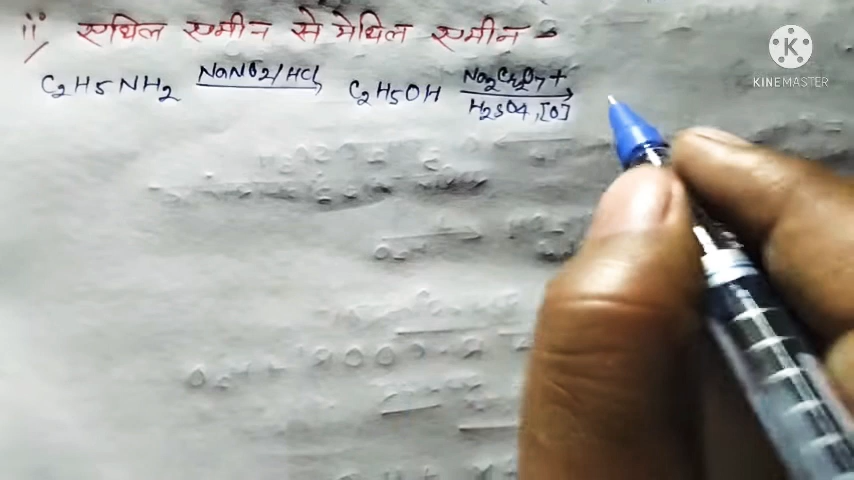 ii) एथिल एमीन से मेथिल एमीन -
C2H5NH2 NaNO2/HCl C2H5OH Na2Cr2O7 +
H2SO4, [O]
K
KINEMASTER